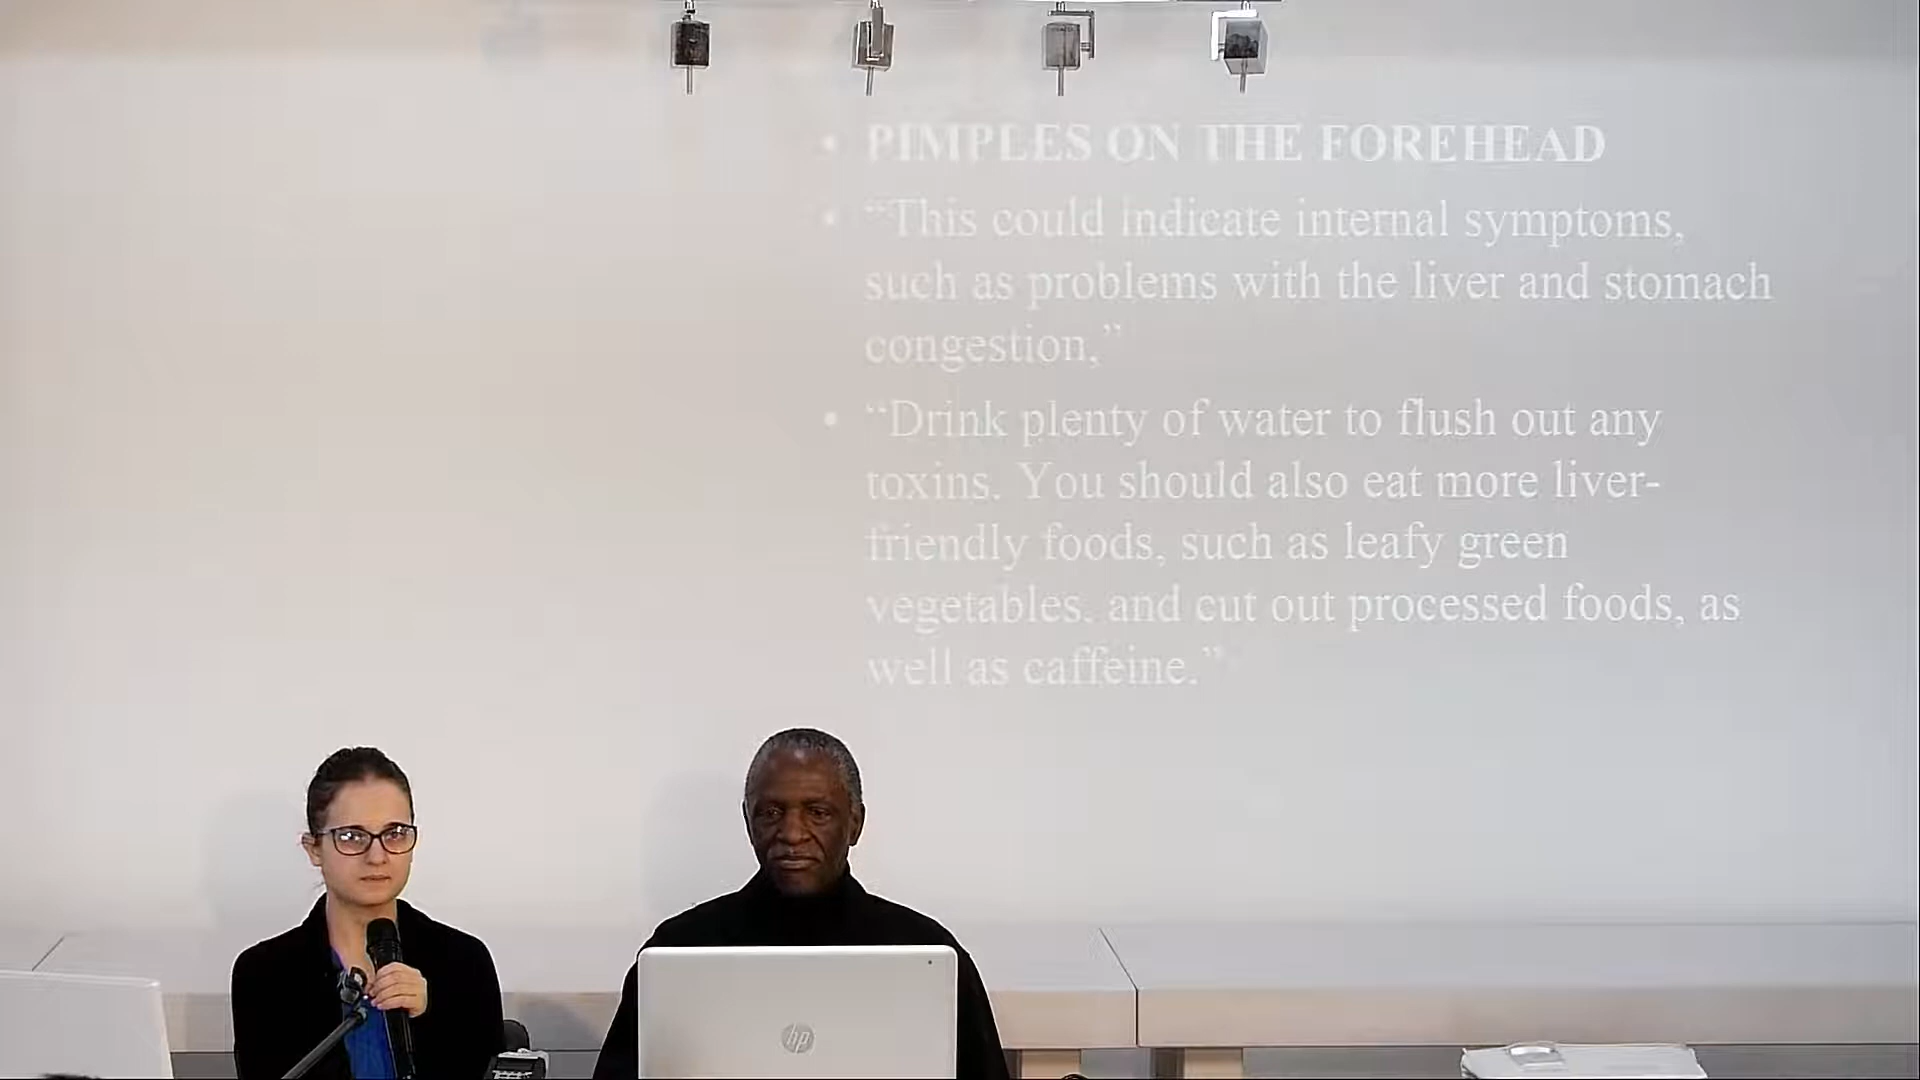 • PIMPLES ON THE FOREHEAD
• “This could indicate internal symptoms,
such as problems with the liver and stomach
congestion,”
• “Drink plenty of water to flush out any
toxins. You should also eat more liver-
friendly foods, such as leafy green
vegetables, and cut out processed foods, as
well as caffeine.”
hp